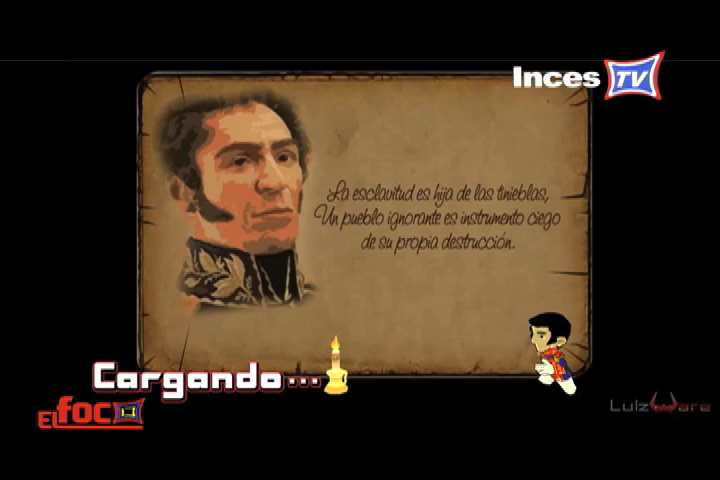 Inces TV
La esclavitud es hija de las tinieblas,
Un pueblo ignorante es instrumento ciego
de su propia destrucción.
Cargando...
EL foco
LulzWare